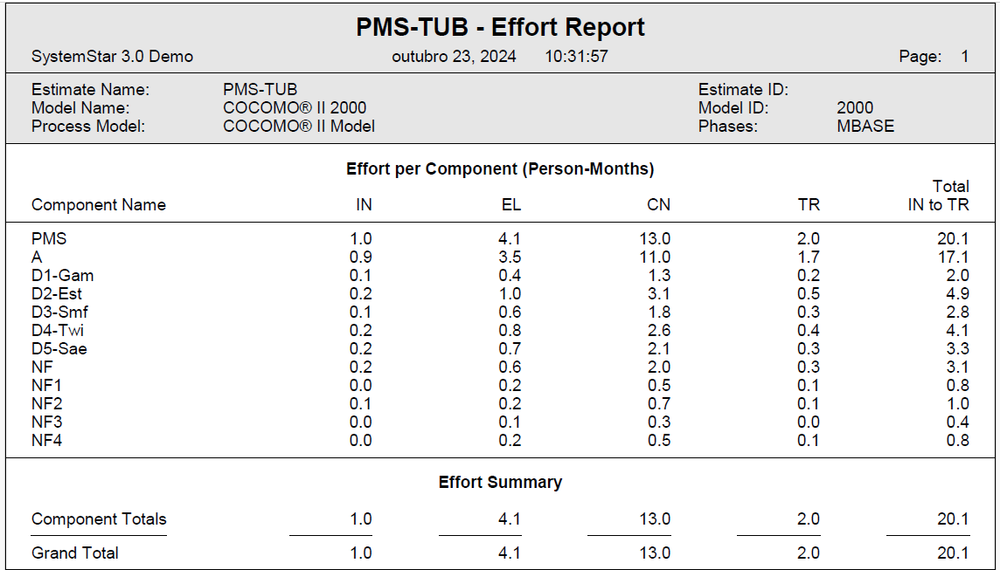 PMS-TUB - Effort Report
SystemStar 3.0 Demo outubro 23, 2024 10:31:57 Page: 1
Estimate Name: PMS-TUB Estimate ID:
Model Name: COCOMO® II 2000 Model ID: 2000
Process Model: COCOMO® II Model Phases: MBASE
Effort per Component (Person-Months)
Total
Component Name IN EL CN TR IN to TR
PMS 1.0 4.1 13.0 2.0 20.1
A 0.9 3.5 11.0 1.7 17.1
D1-Gam 0.1 0.4 1.3 0.2 2.0
D2-Est 0.2 1.0 3.1 0.5 4.9
D3-Smf 0.1 0.6 1.8 0.3 2.8
D4-Twi 0.2 0.8 2.6 0.4 4.1
D5-Sae 0.2 0.7 2.1 0.3 3.3
NF 0.2 0.6 2.0 0.3 3.1
NF1 0.0 0.2 0.5 0.1 0.8
NF2 0.1 0.2 0.7 0.1 1.0
NF3 0.0 0.1 0.3 0.0 0.4
NF4 0.0 0.2 0.5 0.1 0.8
Effort Summary
Component Totals 1.0 4.1 13.0 2.0 20.1
Grand Total 1.0 4.1 13.0 2.0 20.1